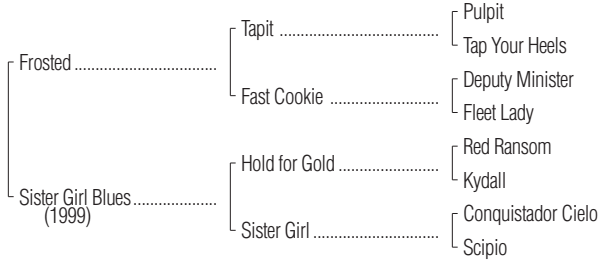 Pulpit
Tapit ................................
Tap Your Heels
Frosted ...............................
Deputy Minister
Fast Cookie ......................
Fleet Lady
Red Ransom
Hold for Gold ....................
Kydall
Sister Girl Blues ..................
(1999)
Conquistador Cielo
Sister Girl .........................
Scipio